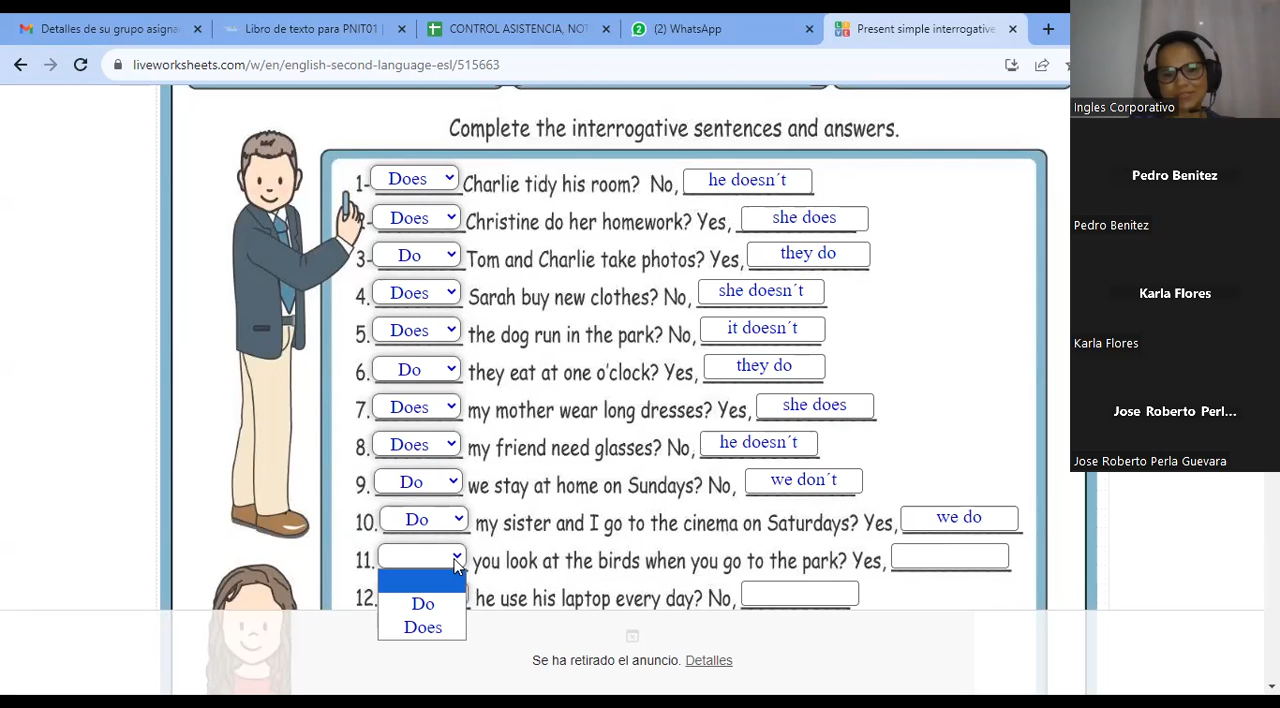 Detalles de su grupo asigna
Libro de texto para PNIT01 |
CONTROL ASISTENCIA, NOT
(2) WhatsApp
Present simple interrogative
liveworksheets.com/w/en/english-second-language-esl/515663
Ingles Corporativo
Pedro Benitez
Pedro Benitez
Karla Flores
Karla Flores
Jose Roberto Perl...
Jose Roberto Perla Guevara
Complete the interrogative sentences and answers.
1- Does Charlie tidy his room? No, he doesn´t
- Does Christine do her homework? Yes, she does
3- Do Tom and Charlie take photos? Yes, they do
4. Does Sarah buy new clothes? No, she doesn´t
5. Does the dog run in the park? No, it doesn´t
6. Do they eat at one o'clock? Yes, they do
7. Does my mother wear long dresses? Yes, she does
8. Does my friend need glasses? No, he doesn´t
9. Do we stay at home on Sundays? No, we don´t
10. Do my sister and I go to the cinema on Saturdays? Yes, we do
11. you look at the birds when you go to the park? Yes,
12. he use his laptop every day? No,
Do
Does
Se ha retirado el anuncio. Detalles